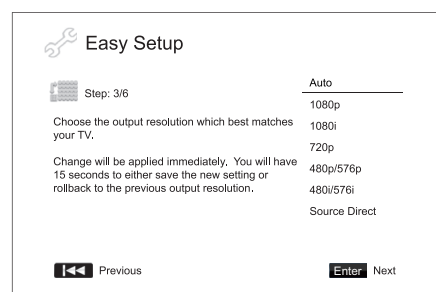 Easy Setup
Step: 3/6
Choose the output resolution which best matches
your TV.
Change will be applied immediately. You will have
15 seconds to either save the new setting or
rollback to the previous output resolution.
Auto
1080p
1080i
720p
480p/576p
480i/576i
Source Direct
Previous
Enter Next